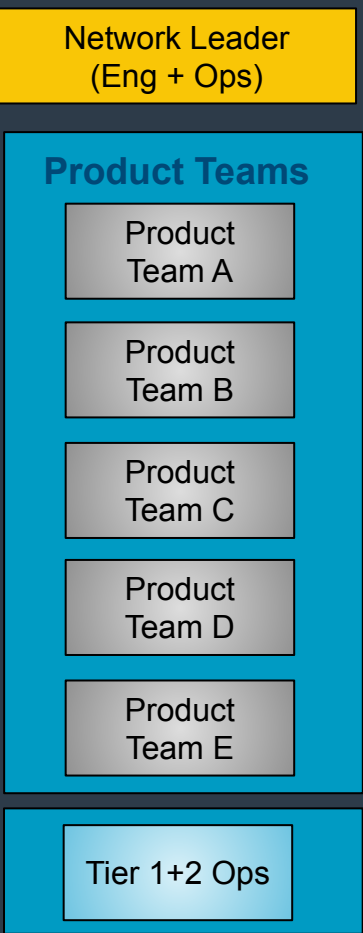 Network Leader
(Eng + Ops)
Product Teams
Product
Team A
Product
Team B
Product
Team C
Product
Team D
Product
Team E
Tier 1+2 Ops